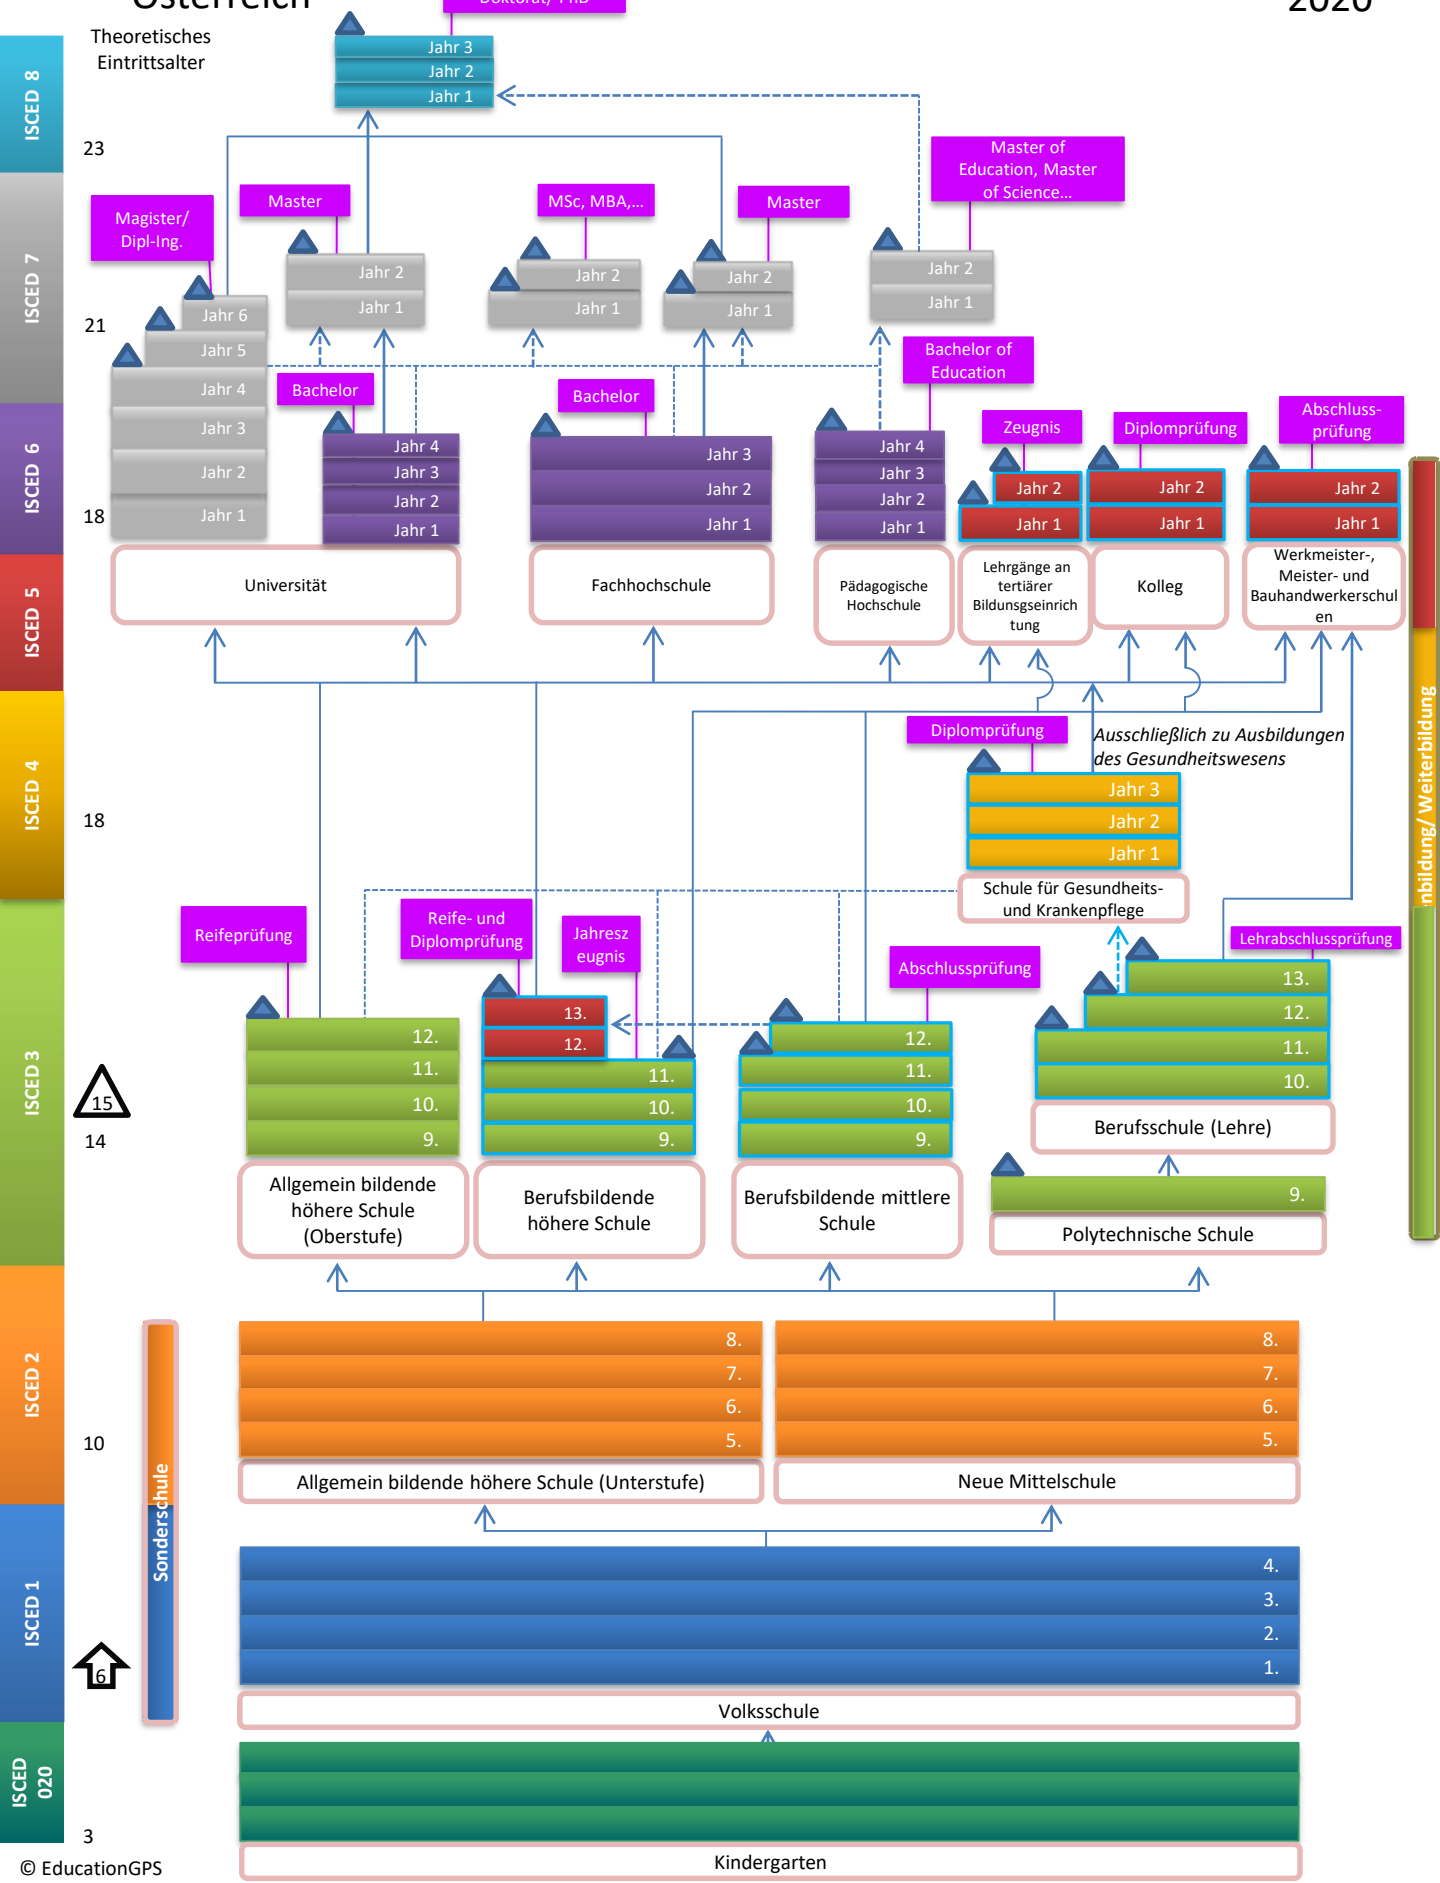 Österreich
2020
Doktorat/ PhD
Theoretisches
Eintrittsalter
ISCED 8
Jahr 3
Jahr 2
Jahr 1
23
Master of
Education, Master
of Science...
Magister/
Dipl-Ing.
Master
MSc, MBA,...
Master
ISCED 7
Jahr 2
Jahr 1
Jahr 2
Jahr 1
Jahr 2
Jahr 1
Jahr 2
Jahr 1
21
Jahr 6
Jahr 5
Jahr 4
Jahr 3
Jahr 2
Jahr 1
Bachelor
Bachelor
Bachelor of
Education
Zeugnis
Diplomprüfung
Abschluss-
prüfung
ISCED 6
Jahr 4
Jahr 3
Jahr 2
Jahr 1
Jahr 3
Jahr 2
Jahr 1
Jahr 4
Jahr 3
Jahr 2
Jahr 1
Jahr 2
Jahr 1
Jahr 2
Jahr 1
Jahr 2
Jahr 1
18
ISCED 5
Universität
Fachhochschule
Pädagogische
Hochschule
Lehrgänge an
tertiärer
Bildunsgseinrich
tung
Kolleg
Werkmeister-,
Meister- und
Bauhandwerkerschul
en
Diplomprüfung
Ausschließlich zu Ausbildungen
des Gesundheitswesens
ISCED 4
18
Jahr 3
Jahr 2
Jahr 1
Schule für Gesundheits-
und Krankenpflege
nbildung/ Weiterbildung
Reifeprüfung
Reife- und
Diplomprüfung
Jahresz
eugnis
Abschlussprüfung
Lehrabschlussprüfung
ISCED 3
15
14
12.
11.
10.
9.
13.
12.
11.
10.
9.
12.
11.
10.
9.
13.
12.
11.
10.
Berufsschule (Lehre)
9.
Allgemein bildende
höhere Schule
(Oberstufe)
Berufsbildende
höhere Schule
Berufsbildende mittlere
Schule
Polytechnische Schule
ISCED 2
10
8.
7.
6.
5.
8.
7.
6.
5.
Allgemein bildende höhere Schule (Unterstufe)
Neue Mittelschule
Sonderschule
ISCED 1
6
4.
3.
2.
1.
Volksschule
ISCED
020
3
Kindergarten
© EducationGPS